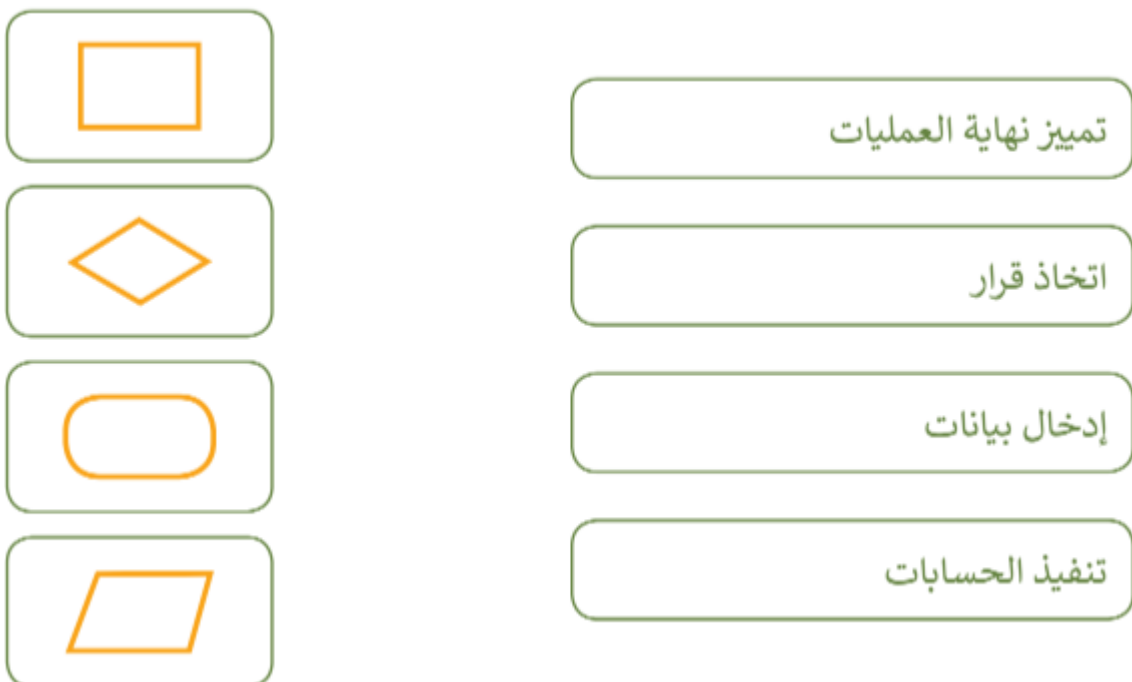 تمييز نهاية العمليات
اتخاذ قرار
إدخال بيانات
تنفيذ الحسابات